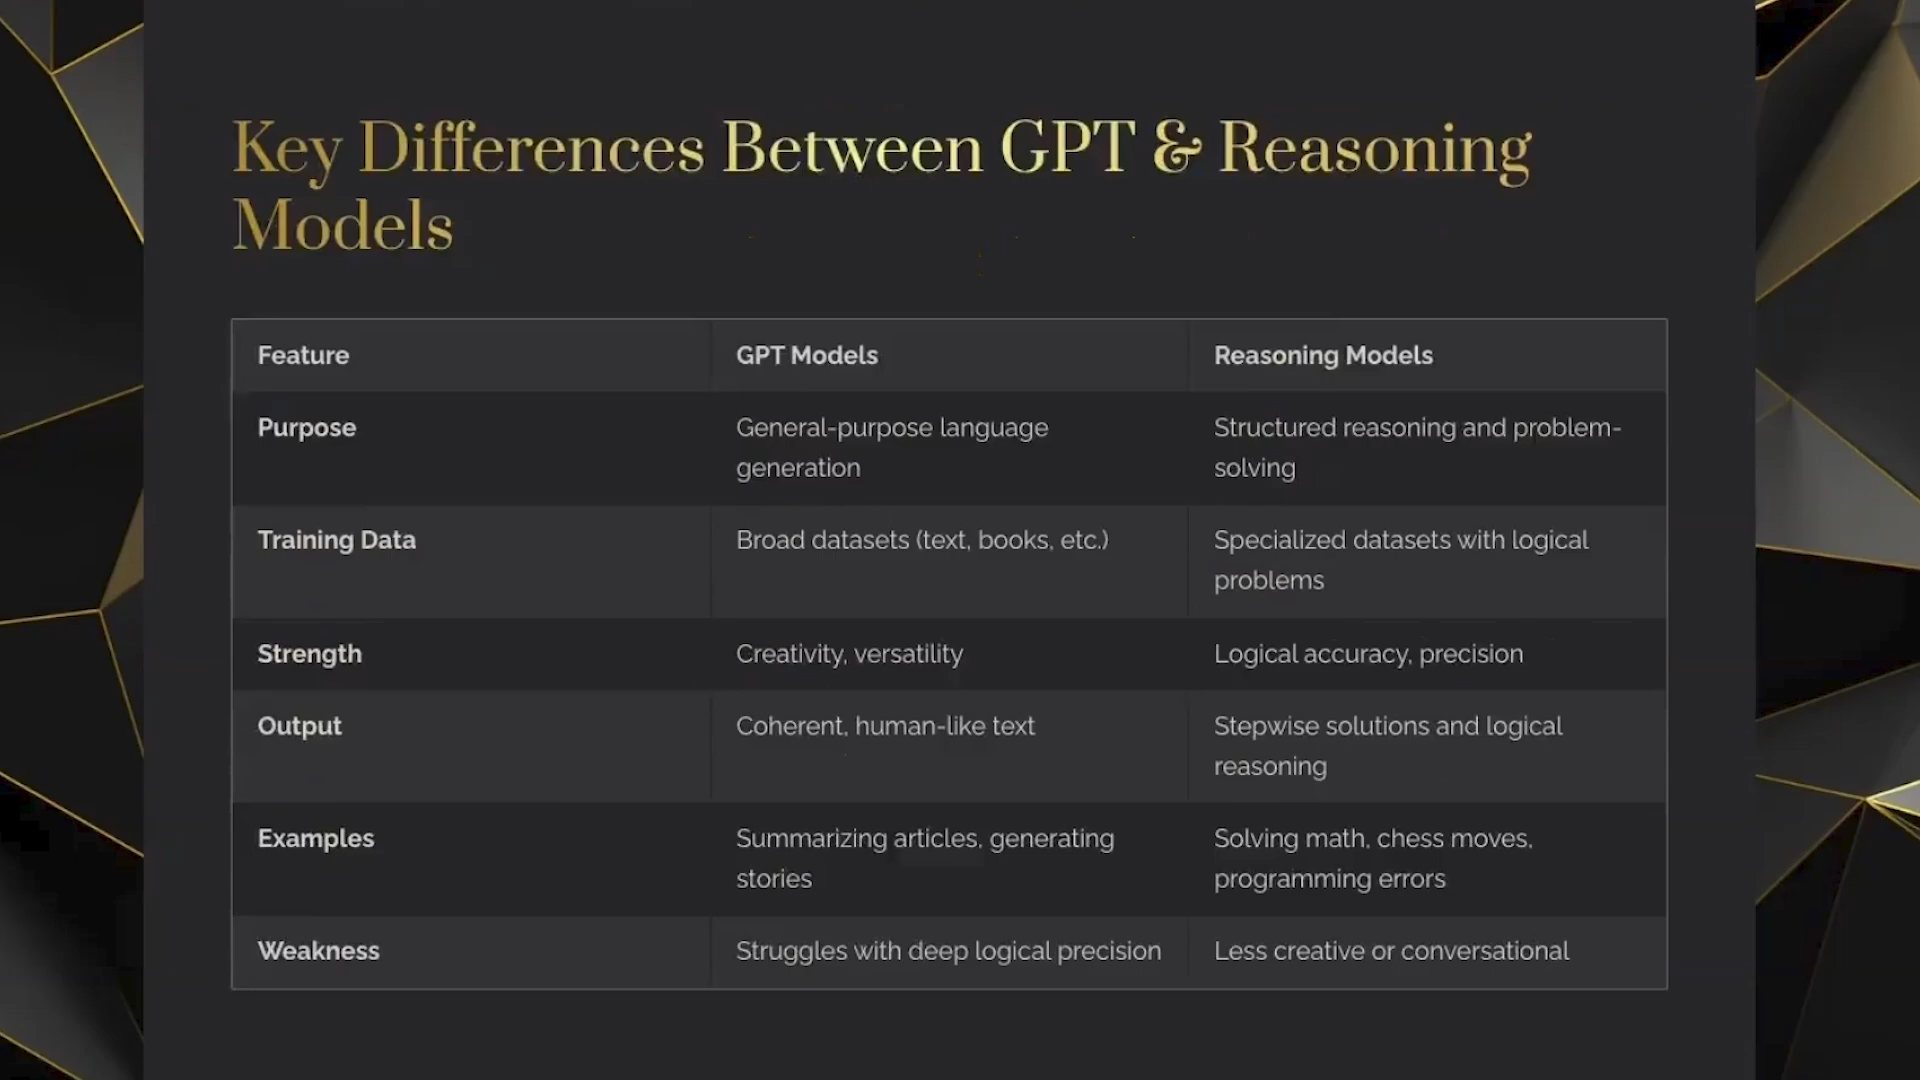 Key Differences Between GPT & Reasoning
Models
Feature
GPT Models
Reasoning Models
Purpose
General-purpose language
generation
Structured reasoning and problem-
solving
Training Data
Broad datasets (text, books, etc.)
Specialized datasets with logical
problems
Strength
Creativity, versatility
Logical accuracy, precision
Output
Coherent, human-like text
Stepwise solutions and logical
reasoning
Examples
Summarizing articles, generating
stories
Solving math, chess moves,
programming errors
Weakness
Struggles with deep logical precision
Less creative or conversational